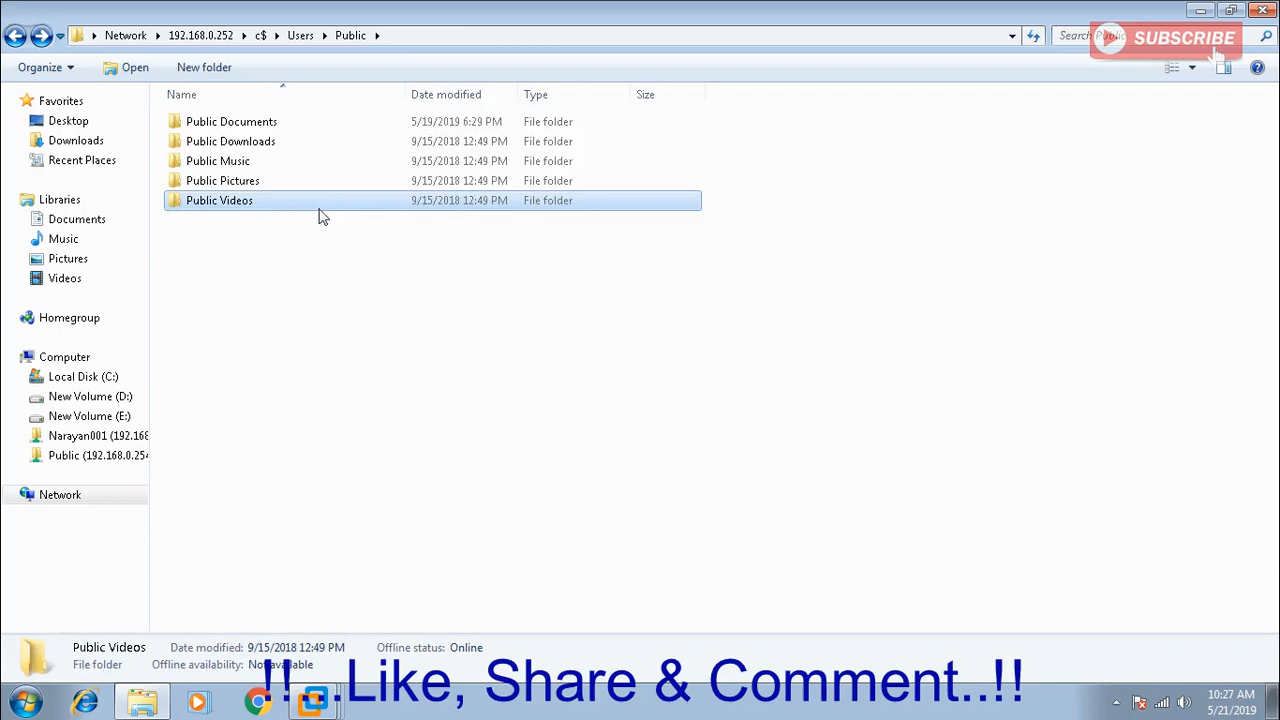 Network 192.168.0.252 c$ Users Public
SUBSCRIBE
Organize Open New folder
Name Date modified Type Size
Favorites
Desktop
Downloads
Recent Places
Libraries
Documents
Music
Pictures
Videos
Homegroup
Computer
Local Disk (C:)
New Volume (D:)
New Volume (E:)
Narayan001 (192.168
Public (192.168.0.254
Network
Public Documents 5/19/2019 6:29 PM File folder
Public Downloads 9/15/2018 12:49 PM File folder
Public Music 9/15/2018 12:49 PM File folder
Public Pictures 9/15/2018 12:49 PM File folder
Public Videos 9/15/2018 12:49 PM File folder
Public Videos Date modified: 9/15/2018 12:49 PM Offline status: Online
File folder Offline availability: Not available
!!...Like, Share & Comment..!!
10:27 AM
5/21/2019